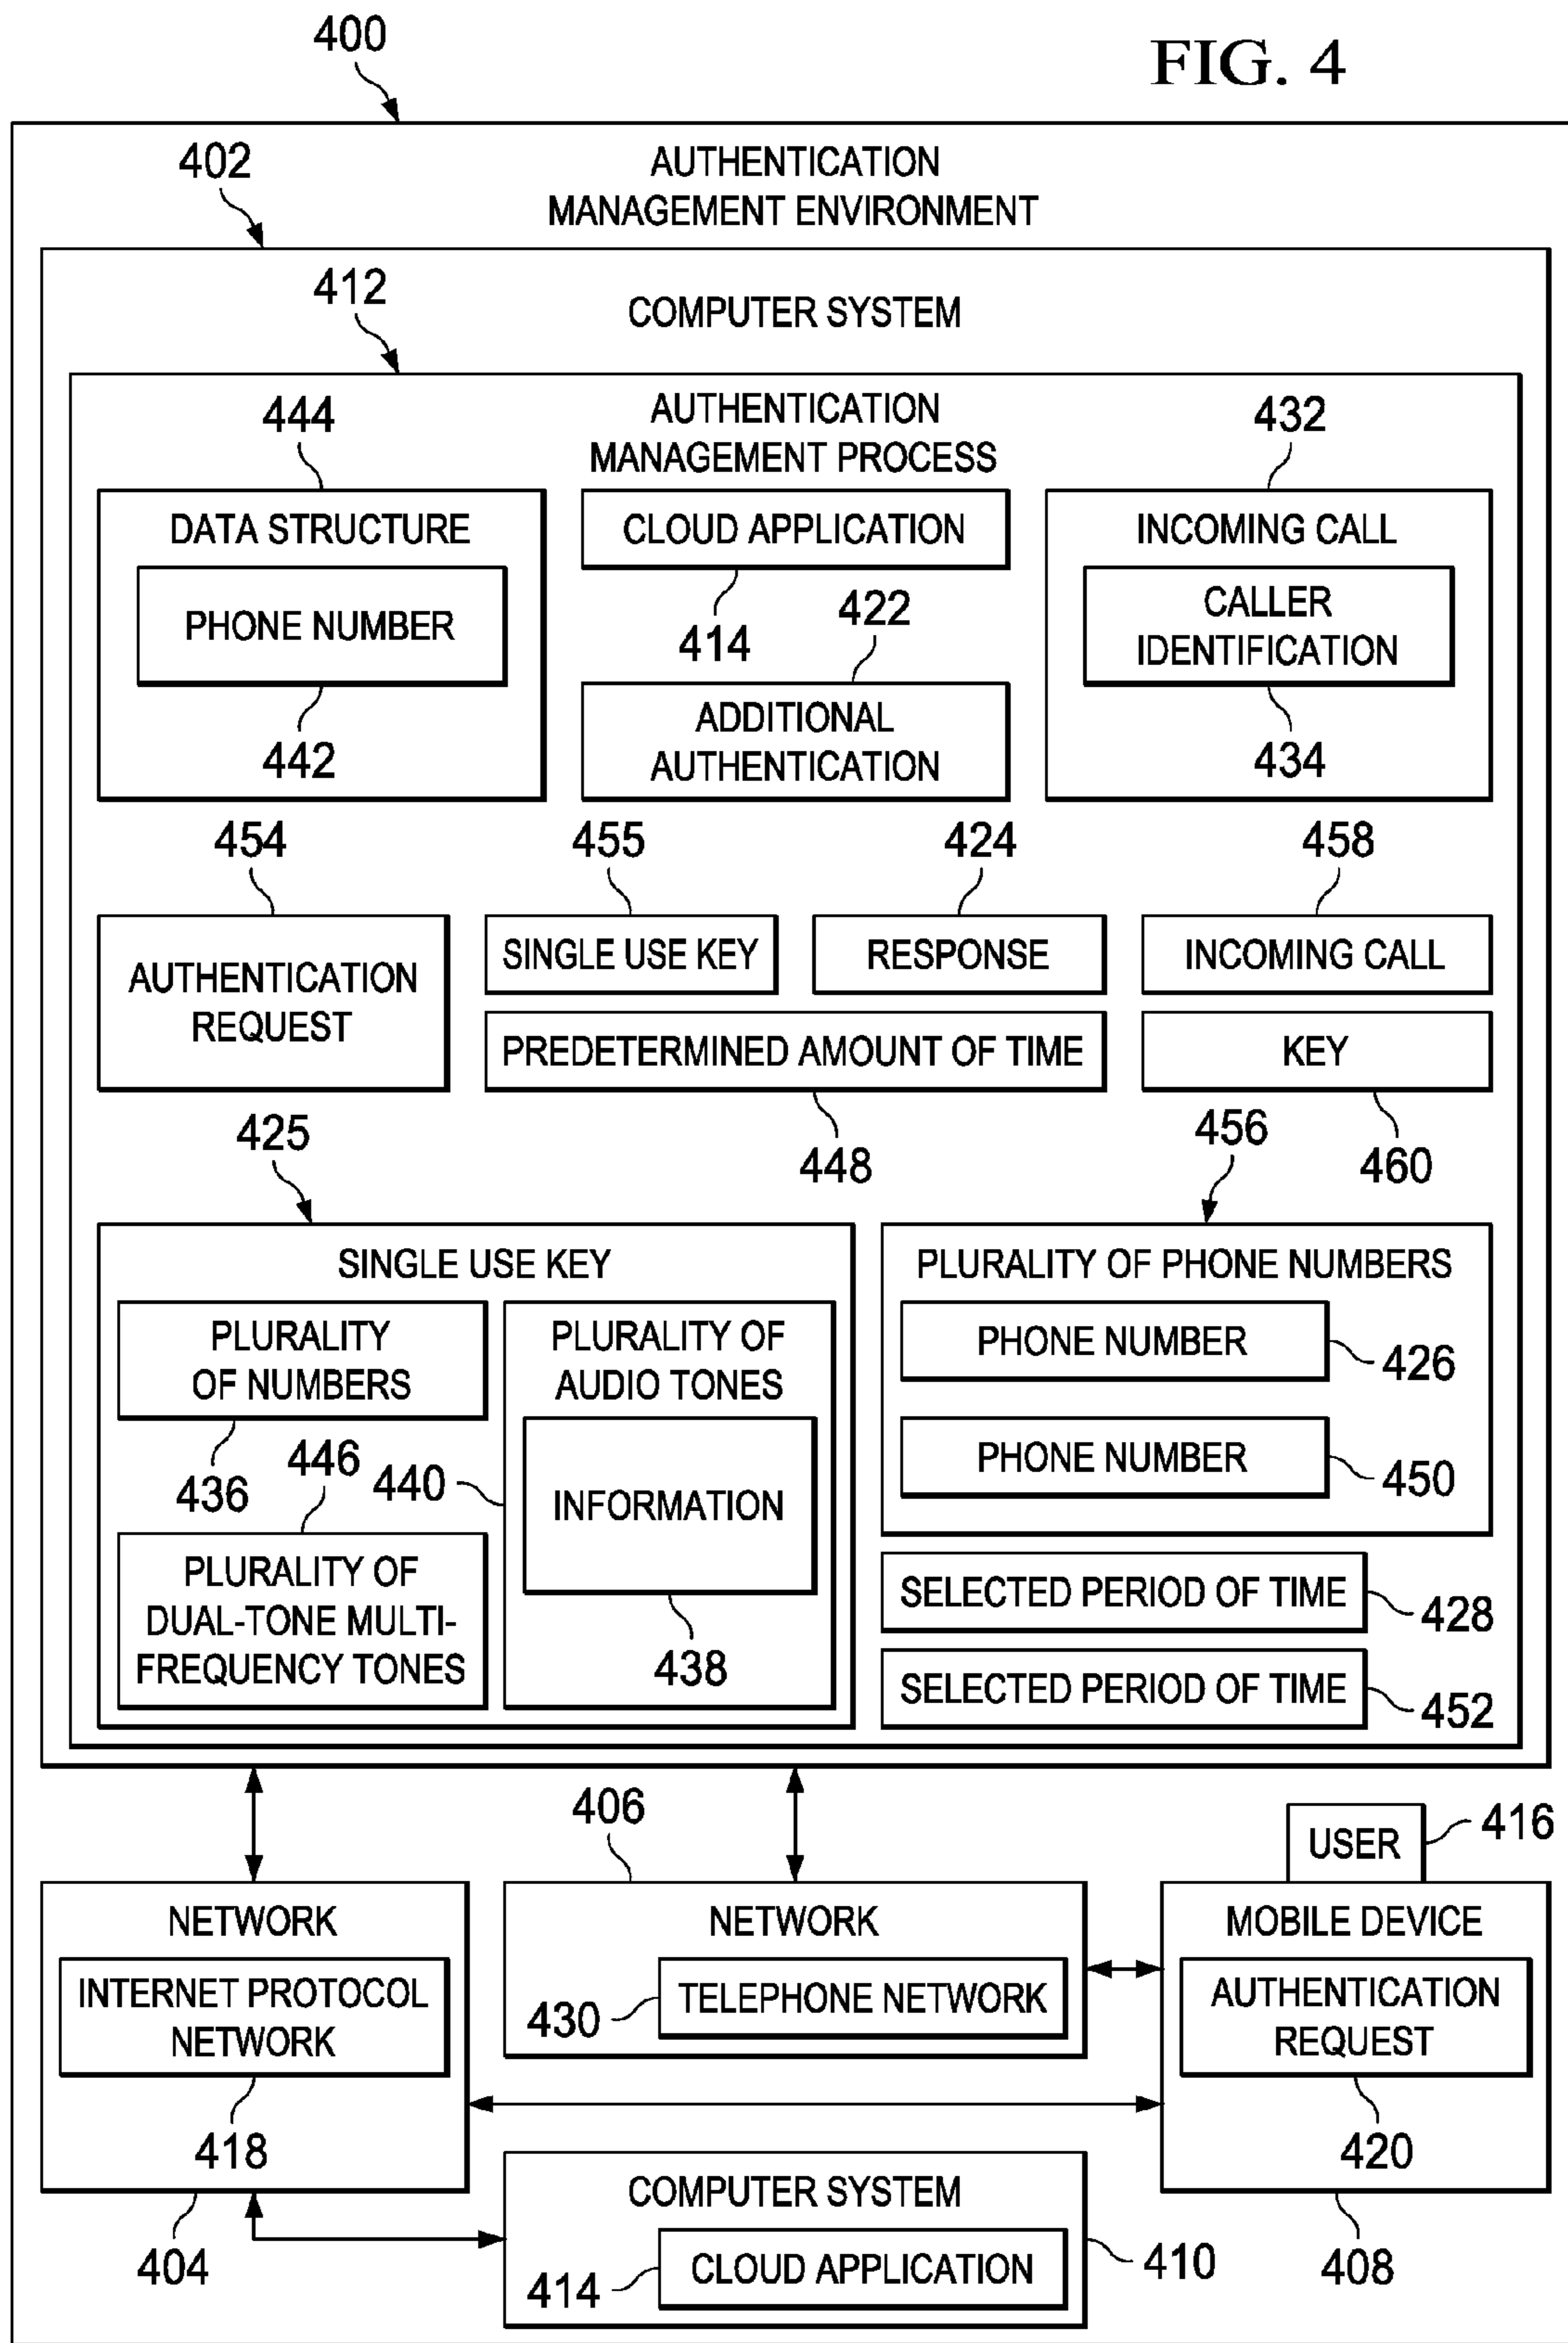 FIG. 4
400
AUTHENTICATION
MANAGEMENT ENVIRONMENT
402
COMPUTER SYSTEM
412
AUTHENTICATION
MANAGEMENT PROCESS
444
DATA STRUCTURE
PHONE NUMBER
442
CLOUD APPLICATION
414
422
ADDITIONAL
AUTHENTICATION
432
INCOMING CALL
CALLER
IDENTIFICATION
434
454
AUTHENTICATION
REQUEST
455
SINGLE USE KEY
424
RESPONSE
458
INCOMING CALL
PREDETERMINED AMOUNT OF TIME
448
KEY
460
425
SINGLE USE KEY
PLURALITY
OF NUMBERS
436
446
PLURALITY OF
DUAL-TONE MULTI-
FREQUENCY TONES
440
PLURALITY OF
AUDIO TONES
INFORMATION
438
456
PLURALITY OF PHONE NUMBERS
PHONE NUMBER
426
PHONE NUMBER
450
SELECTED PERIOD OF TIME
428
SELECTED PERIOD OF TIME
452
NETWORK
INTERNET PROTOCOL
NETWORK
418
404
406
NETWORK
430
TELEPHONE NETWORK
USER
416
MOBILE DEVICE
AUTHENTICATION
REQUEST
420
408
COMPUTER SYSTEM
410
414
CLOUD APPLICATION